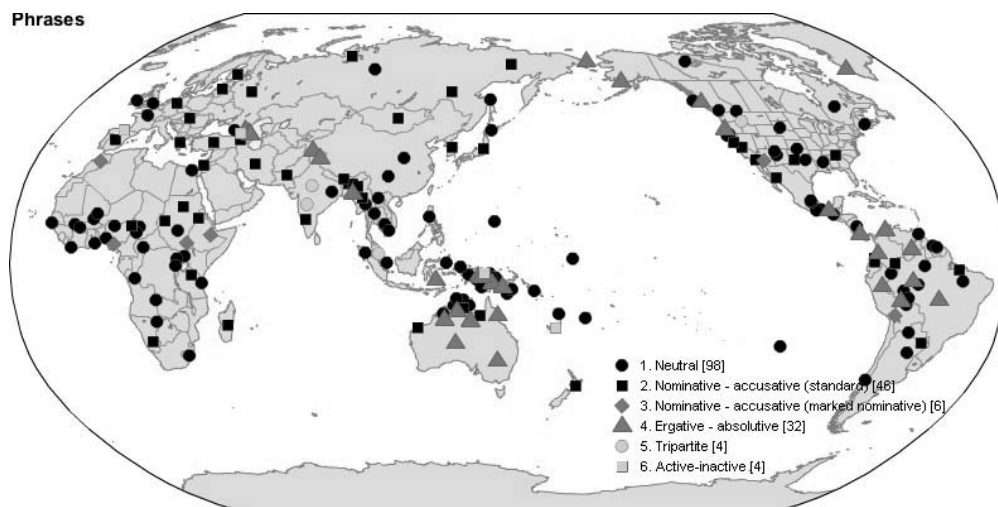 Phrases
1. Neutral [98]
2. Nominative - accusative (standard) [46]
3. Nominative - accusative (marked nominative) [6]
4. Ergative - absolutive [32]
5. Tripartite [4]
6. Active-inactive [4]